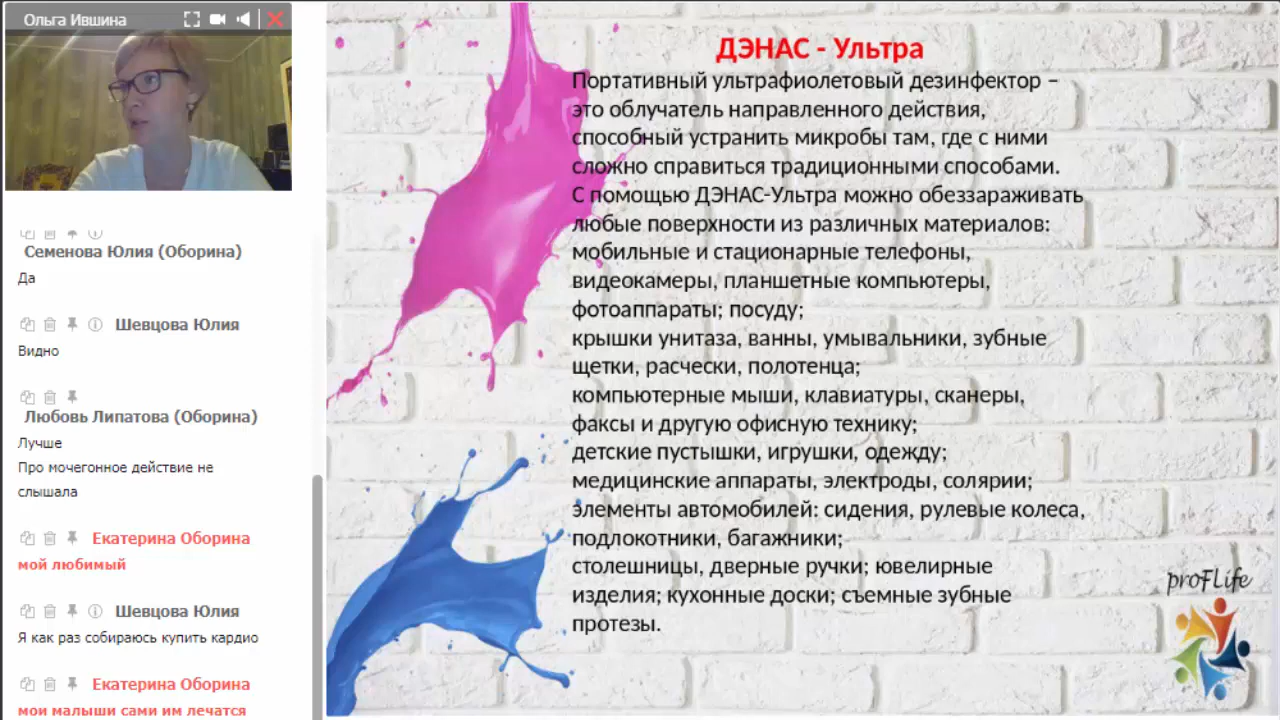 Ольга Ившина
Семенова Юлия (Оборина)
Да
Шевцова Юлия
Видно
Любовь Липатова (Оборина)
Лучше
Про мочегонное действие не
слышала
Екатерина Оборина
мой любимый
Шевцова Юлия
Я как раз собираюсь купить кардио
Екатерина Оборина
мои малыши сами им лечатся
ДЭНАС - Ультра
Портативный ультрафиолетовый дезинфектор –
это облучатель направленного действия,
способный устранить микробы там, где с ними
сложно справиться традиционными способами.
С помощью ДЭНАС-Ультра можно обеззараживать
любые поверхности из различных материалов:
мобильные и стационарные телефоны,
видеокамеры, планшетные компьютеры,
фотоаппараты; посуду;
крышки унитаза, ванны, умывальники, зубные
щетки, расчески, полотенца;
компьютерные мыши, клавиатуры, сканеры,
факсы и другую офисную технику;
детские пустышки, игрушки, одежду;
медицинские аппараты, электроды, солярии;
элементы автомобилей: сидения, рулевые колеса,
подлокотники, багажники;
столешницы, дверные ручки; ювелирные
изделия; кухонные доски; съемные зубные
протезы.
proFLife